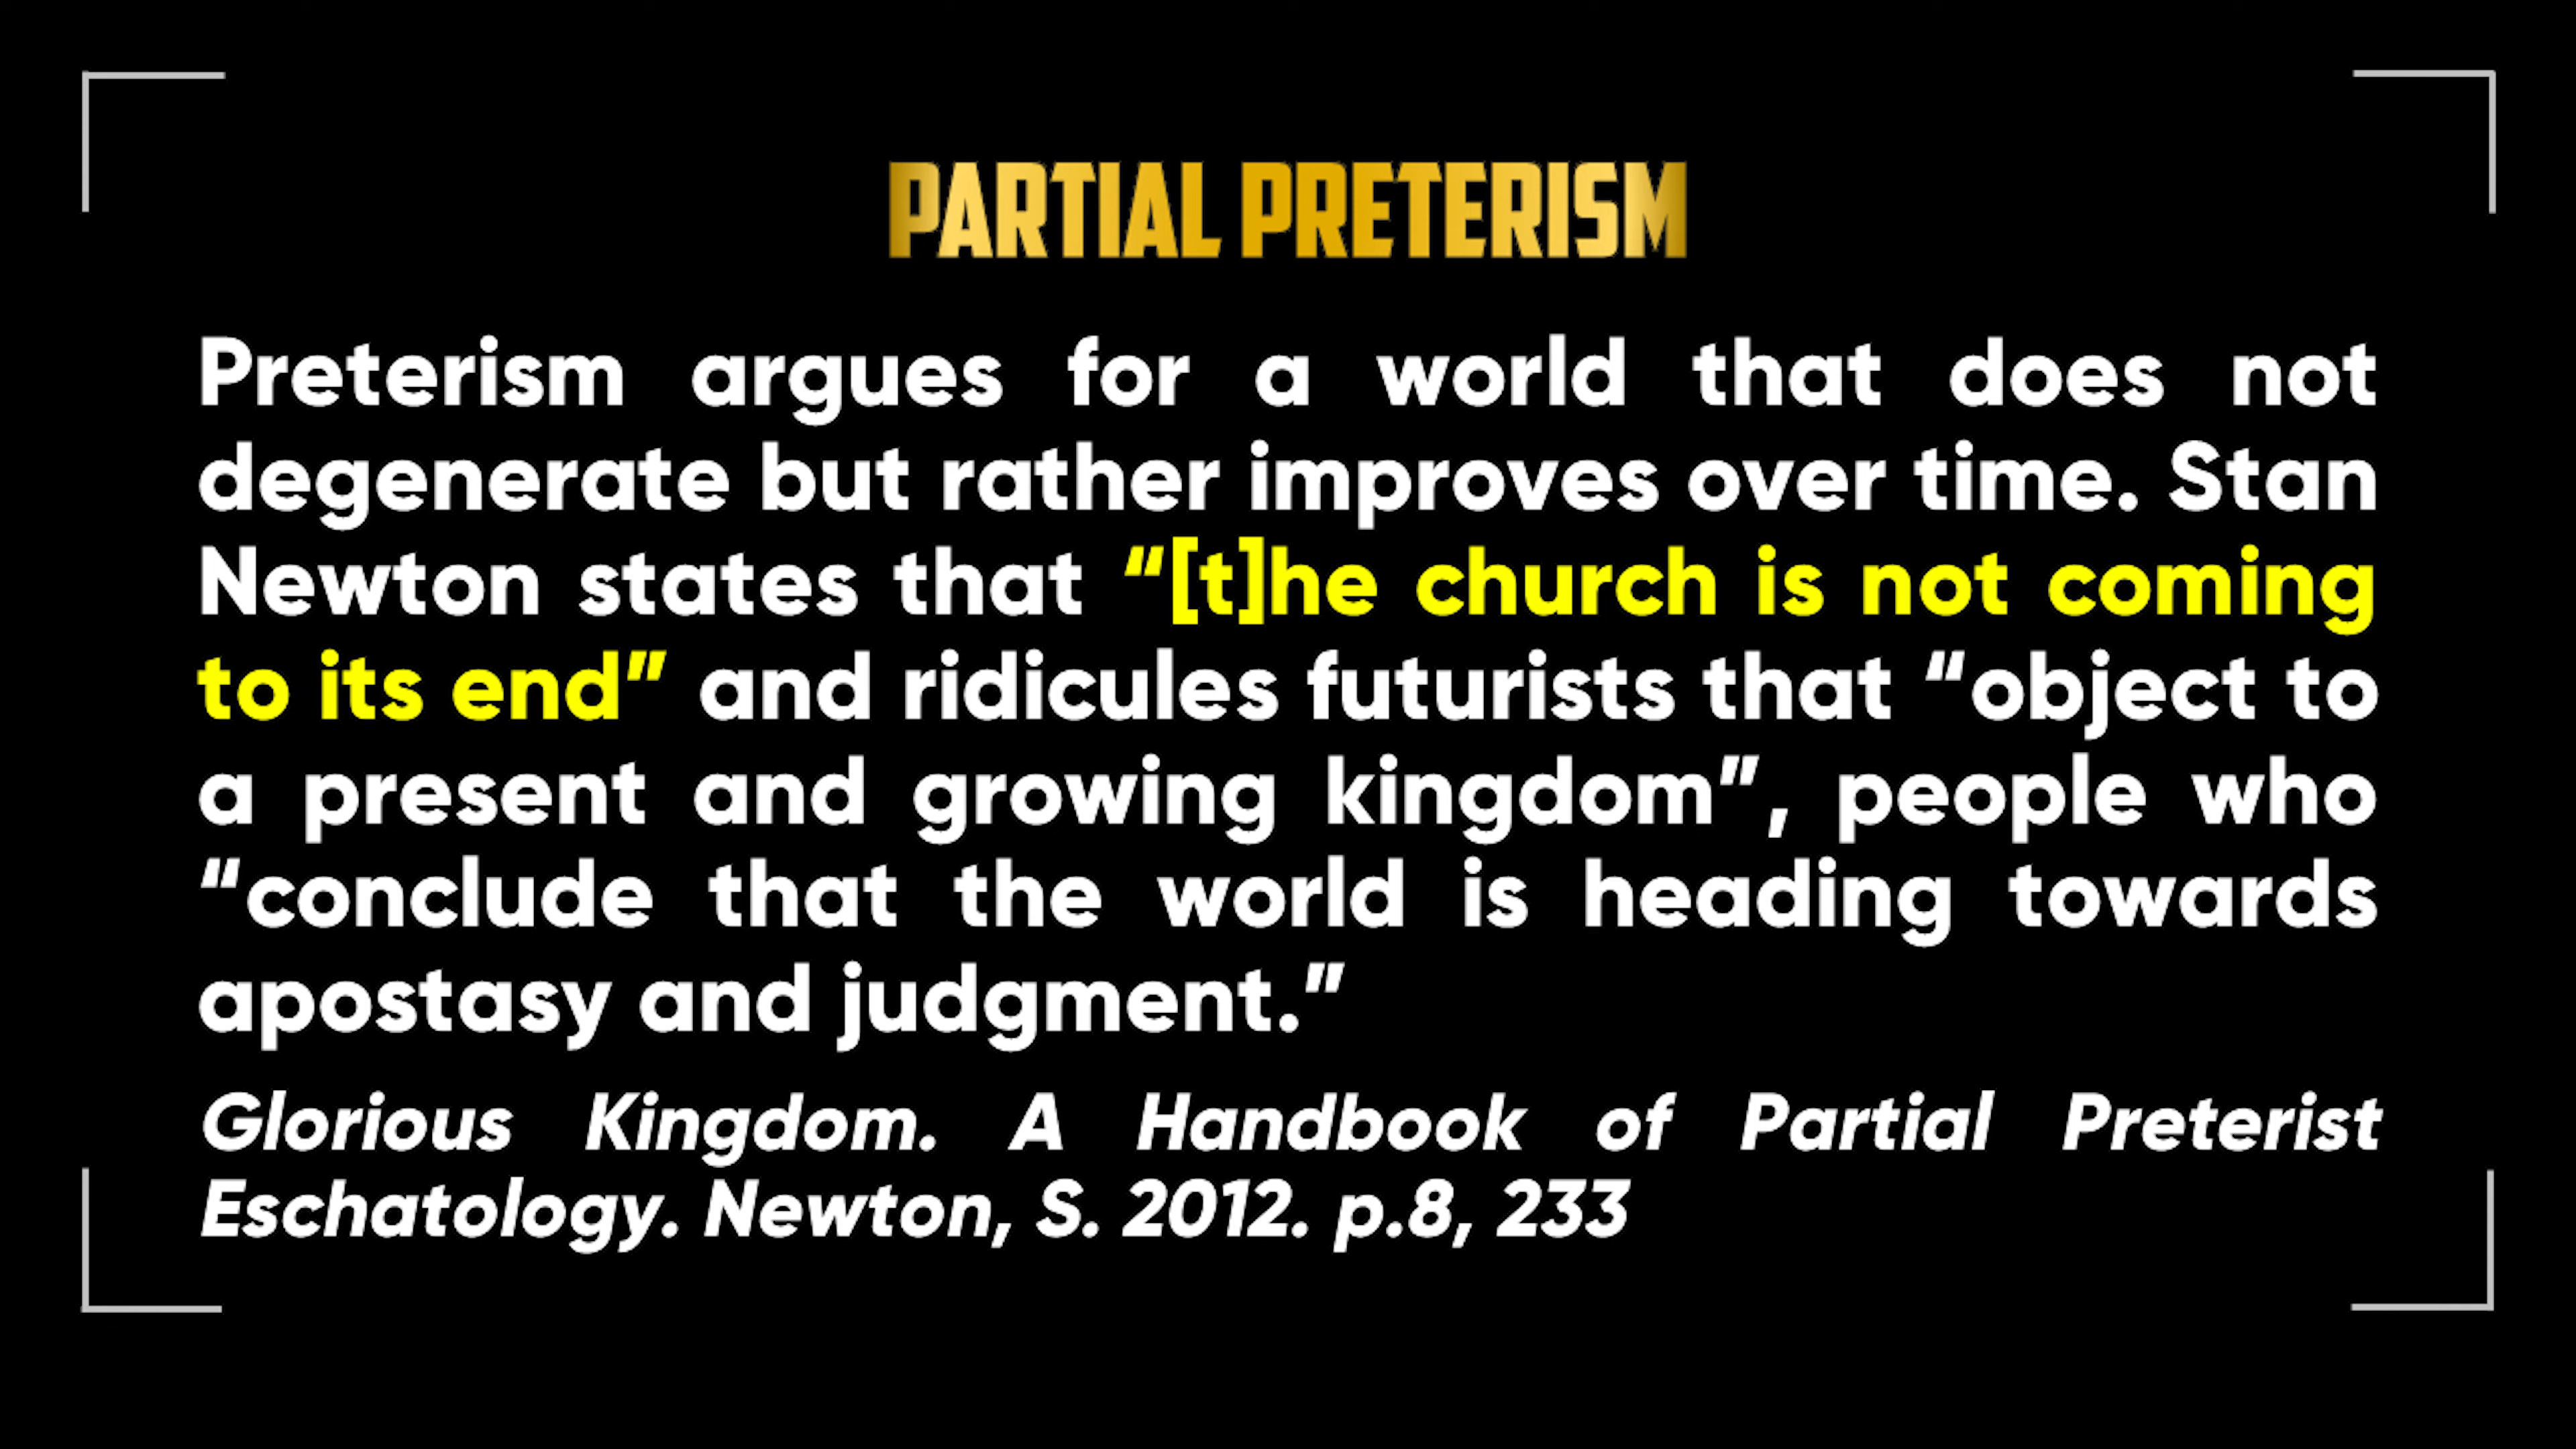 PARTIAL PRETERISM
Preterism argues for a world that does not
degenerate but rather improves over time. Stan
Newton states that “[t]he church is not coming
to its end” and ridicules futurists that “object to
a present and growing kingdom”, people who
“conclude that the world is heading towards
apostasy and judgment.”
Glorious Kingdom. A Handbook of Partial Preterist
Eschatology. Newton, S. 2012. p.8, 233